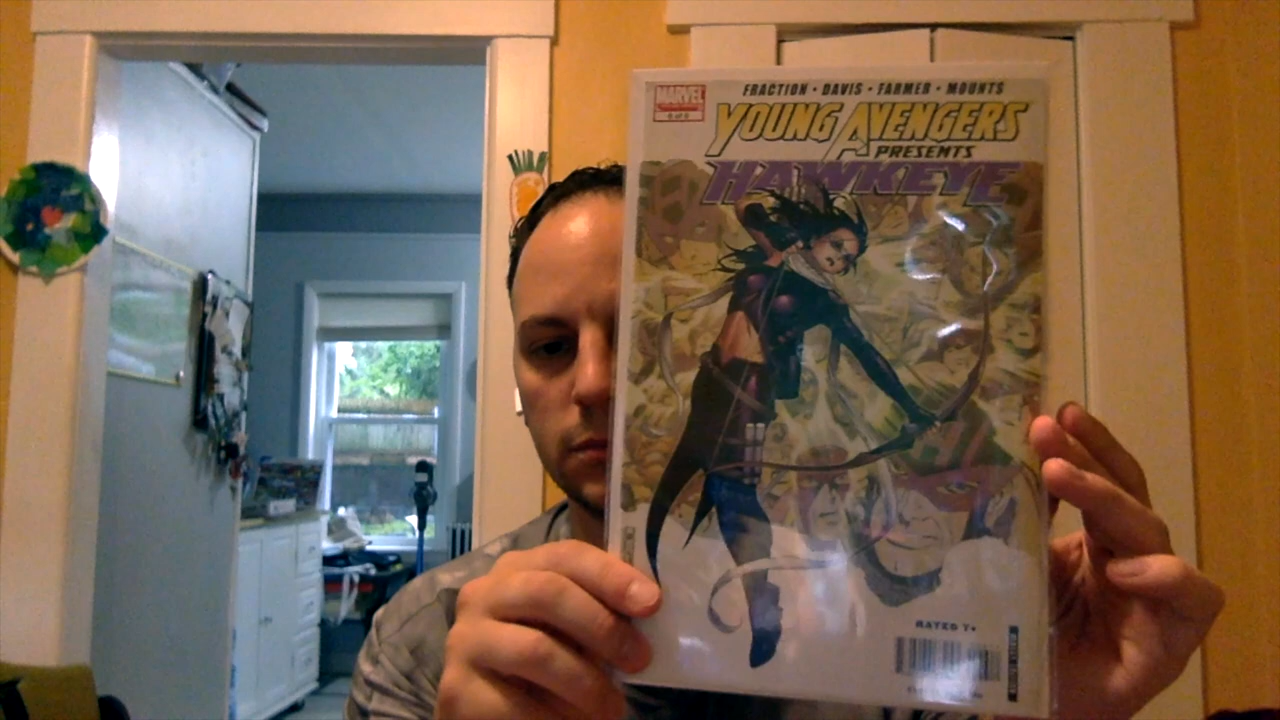 FRACTION • DAVIS • FARMER • MOUNTS
MARVEL
YOUNG AVENGERS
PRESENTS
HAWKEYE
RATED T+